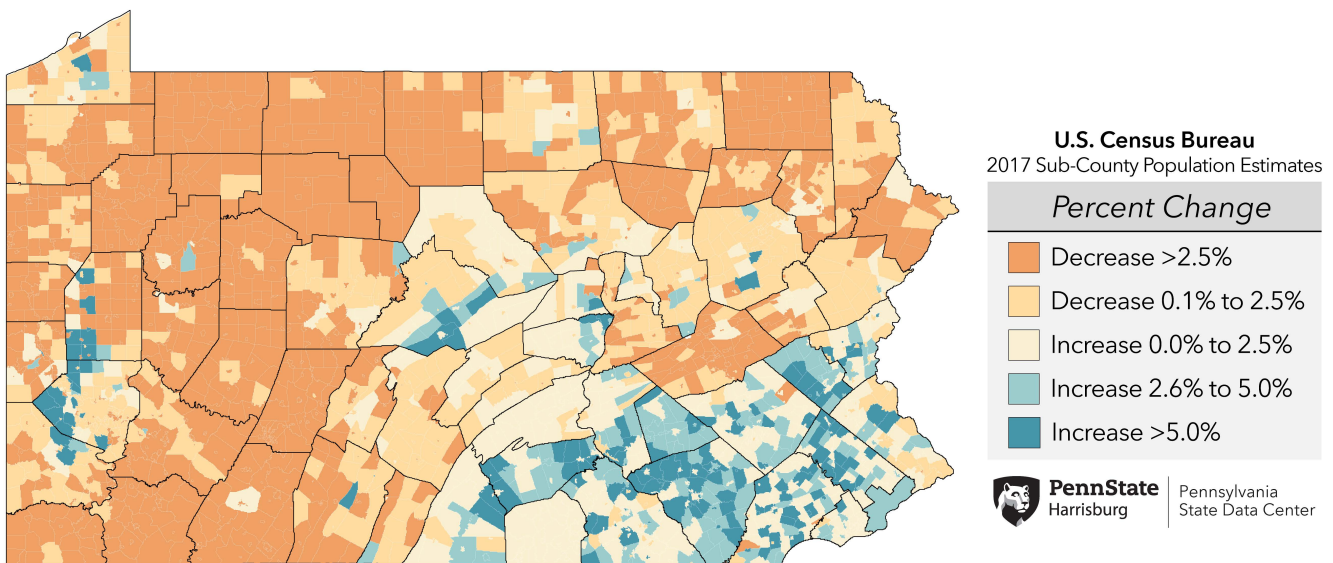 U.S. Census Bureau
2017 Sub-County Population Estimates
Percent Change
Decrease >2.5%
Decrease 0.1% to 2.5%
Increase 0.0% to 2.5%
Increase 2.6% to 5.0%
Increase >5.0%
PennState
Harrisburg
Pennsylvania
State Data Center